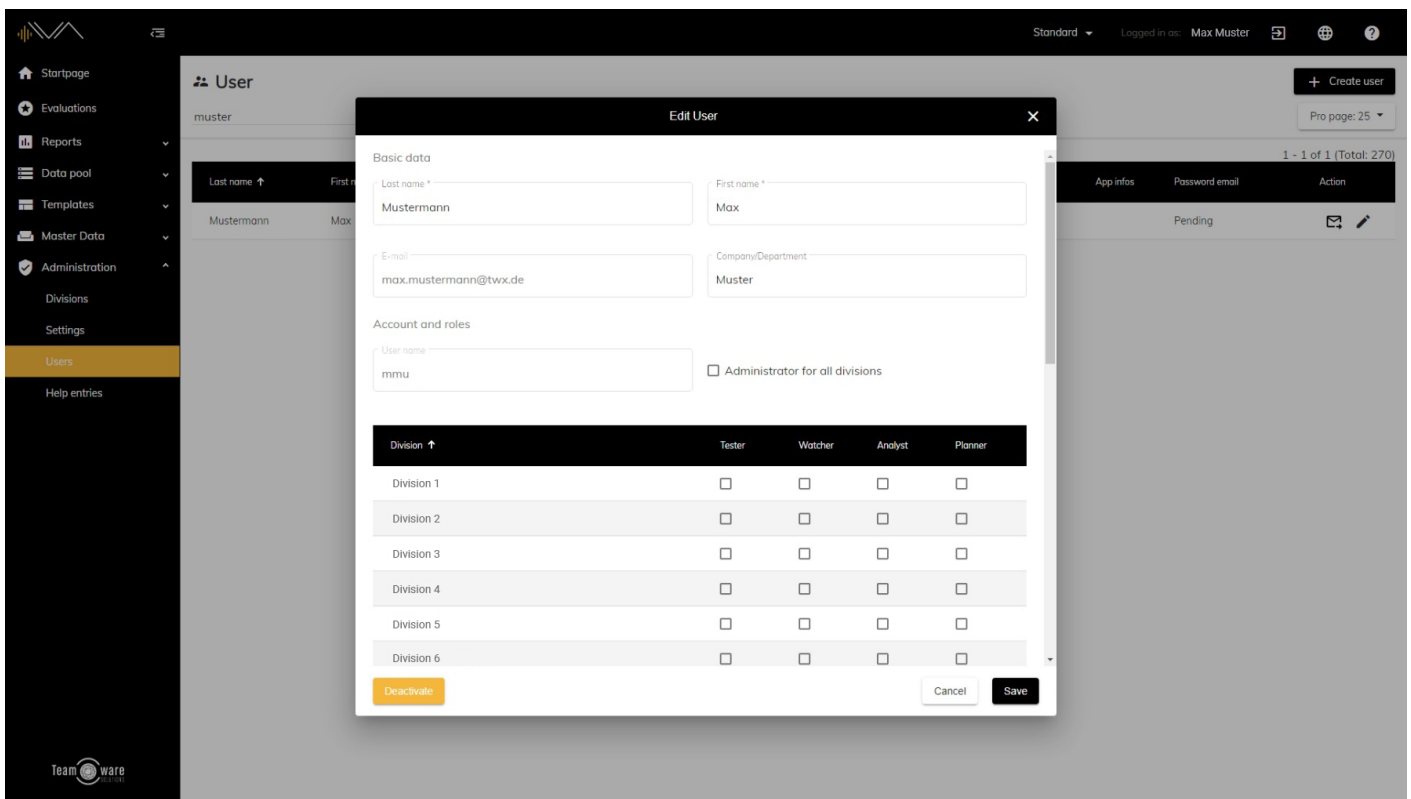 Standard
Logged in as: Max Muster
Startpage
Evaluations
Reports
Data pool
Templates
Master Data
Administration
Divisions
Settings
Users
Help entries
Team ware
User
+ Create user
muster
Pro page: 25
1 - 1 of 1 (Total: 270)
Last name ↑ First n App infos Password email Action
Mustermann Max Pending
Edit User
Basic data
Last name *
Mustermann
First name *
Max
E-mail
max.mustermann@twx.de
Company/Department
Muster
Account and roles
User name
mmu
Administrator for all divisions
Division ↑ Tester Watcher Analyst Planner
Division 1
Division 2
Division 3
Division 4
Division 5
Division 6
Deactivate
Cancel
Save